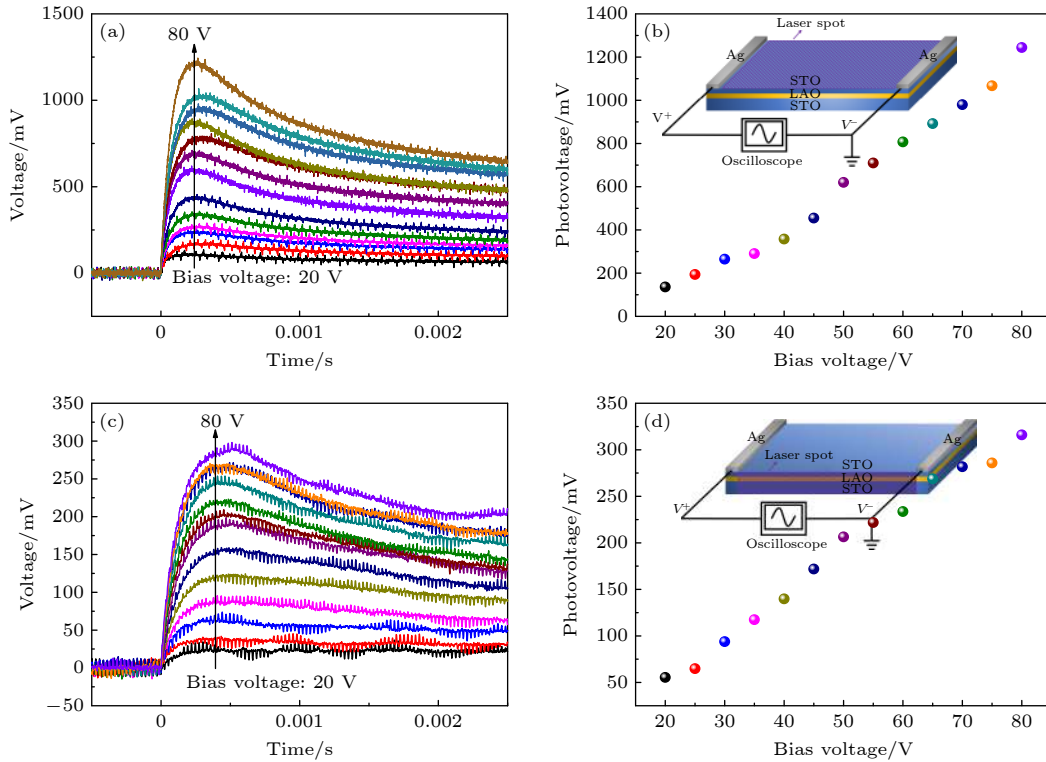 (a)
80 V
Voltage/mV
1500
1000
500
0
Bias voltage: 20 V
0
0.001
0.002
Time/s
(b)
Photovoltage/mV
1400
1200
1000
800
600
400
200
0
Laser spot
Ag
Ag
STO
LAO
STO
V+
V−
Oscilloscope
20 30 40 50 60 70 80
Bias voltage/V
(c)
80 V
Voltage/mV
350
300
250
200
150
100
50
0
−50
Bias voltage: 20 V
0
0.001
0.002
Time/s
(d)
Photovoltage/mV
350
300
250
200
150
100
50
Ag
Ag
Laser spot
STO
LAO
STO
V+
V−
Oscilloscope
20 30 40 50 60 70 80
Bias voltage/V